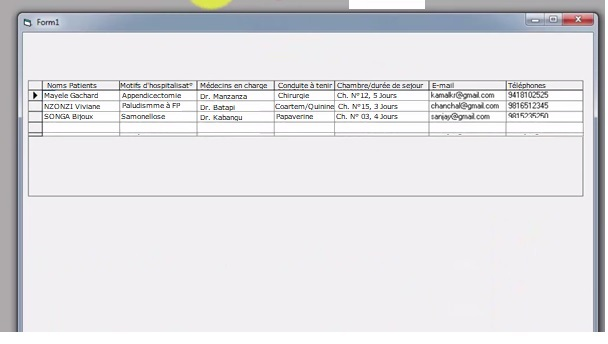 Form1
Noms Patients Motifs d'hospitalisat° Médecins en charge Conduite à tenir Chambre/durée de sejour E-mail Téléphones
Mayele Gachard Appendicectomie Dr. Manzanza Chirurgie Ch. N°12, 5 Jours kamalkr@gmail.com 9418102525
NZONZI Viviane Paludismme à FP Dr. Batapi Coartem/Quinine Ch. N°15, 3 Jours chanchal@gmail.com 9816512345
SONGA Bijoux Samonellose Dr. Kabangu Papaverine Ch. N° 03, 4 Jours sanjay@gmail.com 9815235250